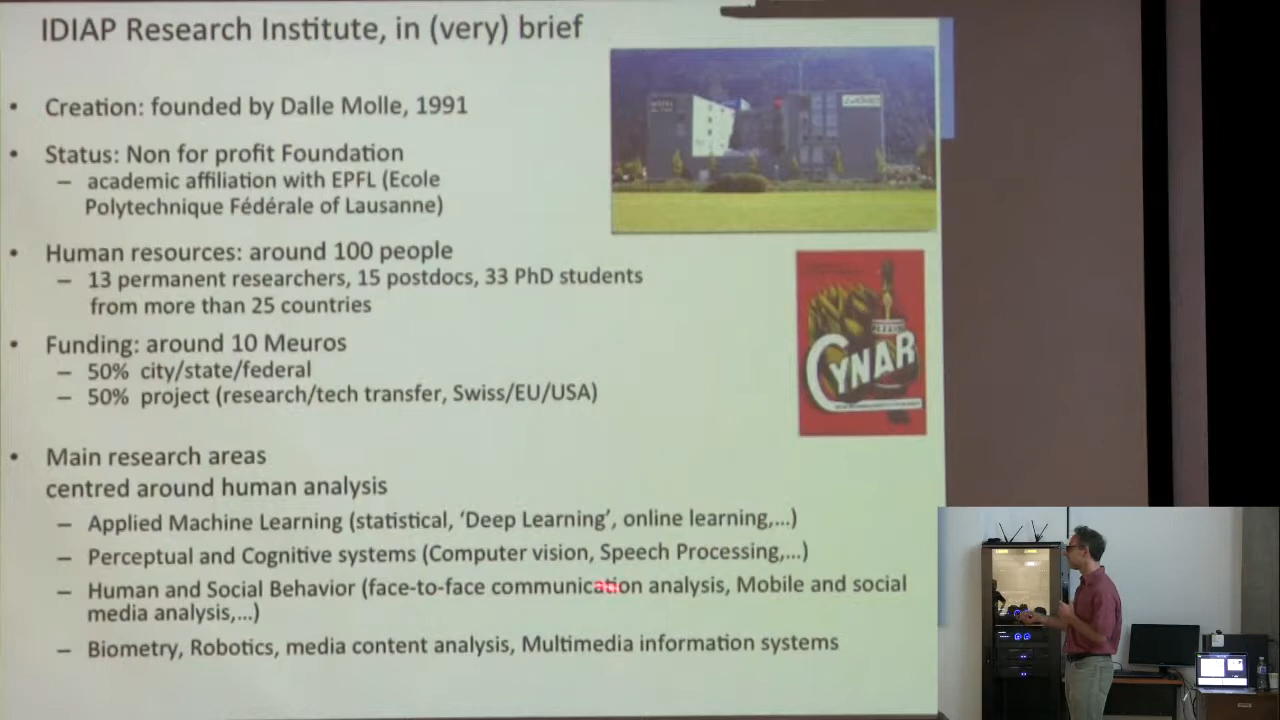 IDIAP Research Institute, in (very) brief
• Creation: founded by Dalle Molle, 1991
• Status: Non for profit Foundation
– academic affiliation with EPFL (Ecole
Polytechnique Fédérale of Lausanne)
• Human resources: around 100 people
– 13 permanent researchers, 15 postdocs, 33 PhD students
from more than 25 countries
• Funding: around 10 Meuros
– 50% city/state/federal
– 50% project (research/tech transfer, Swiss/EU/USA)
CYNAR
• Main research areas
centred around human analysis
– Applied Machine Learning (statistical, ‘Deep Learning’, online learning,...)
– Perceptual and Cognitive systems (Computer vision, Speech Processing,...)
– Human and Social Behavior (face-to-face communication analysis, Mobile and social
media analysis,...)
– Biometry, Robotics, media content analysis, Multimedia information systems